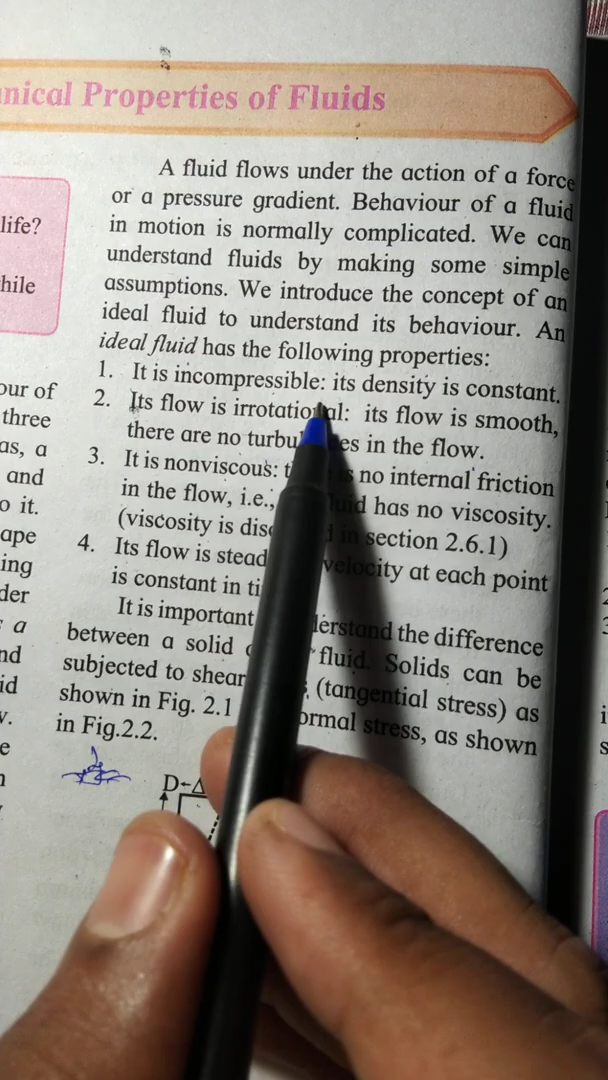 nical Properties of Fluids
life?
hile
our of
three
as, a
and
o it.
ape
ing
der
a
nd
id
v.
e
A fluid flows under the action of a force
or a pressure gradient. Behaviour of a fluid
in motion is normally complicated. We can
understand fluids by making some simple
assumptions. We introduce the concept of an
ideal fluid to understand its behaviour. An
ideal fluid has the following properties:
1. It is incompressible: its density is constant.
2. Its flow is irrotational: its flow is smooth,
there are no turbu es in the flow.
3. It is nonviscous: no internal friction
in the flow, i.e., fluid has no viscosity.
(viscosity is dis in section 2.6.1)
4. Its flow is stead velocity at each point
is constant in ti
It is important understand the difference
between a solid fluid. Solids can be
subjected to shear (tangential stress) as
shown in Fig. 2.1 normal stress, as shown
in Fig.2.2.
D Δ